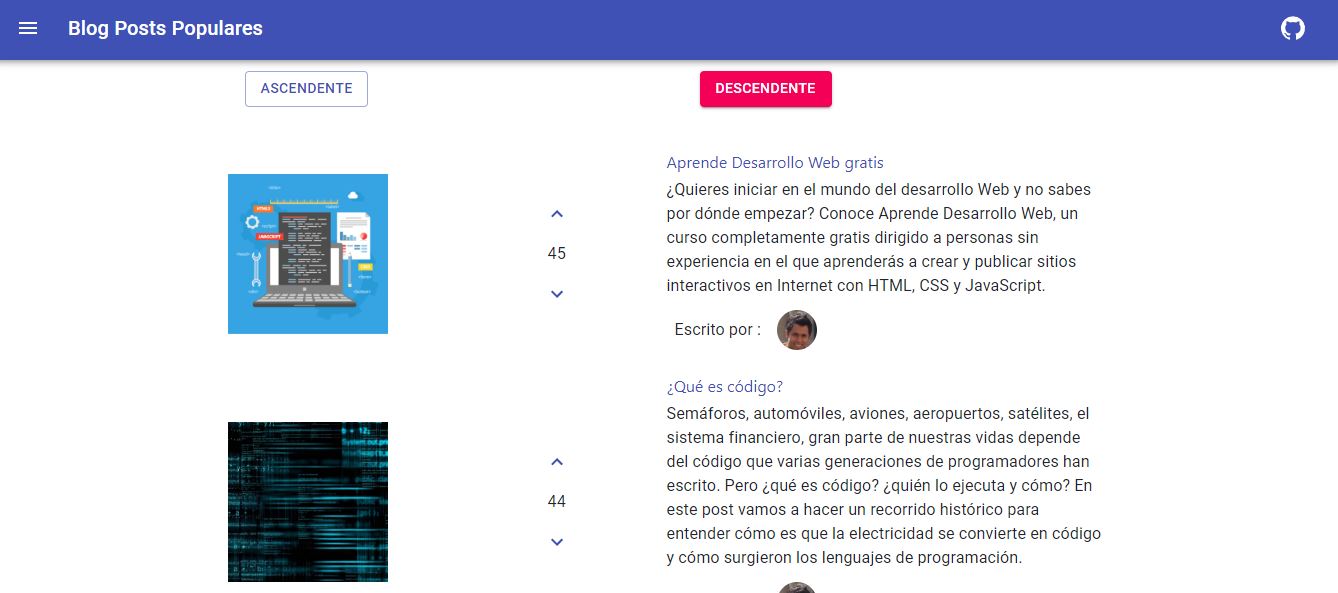 Blog Posts Populares
ASCENDENTE
DESCENDENTE
HTML5
JAVASCRIPT
45
Aprende Desarrollo Web gratis
¿Quieres iniciar en el mundo del desarrollo Web y no sabes
por dónde empezar? Conoce Aprende Desarrollo Web, un
curso completamente gratis dirigido a personas sin
experiencia en el que aprenderás a crear y publicar sitios
interactivos en Internet con HTML, CSS y JavaScript.
Escrito por :
44
¿Qué es código?
Semáforos, automóviles, aviones, aeropuertos, satélites, el
sistema financiero, gran parte de nuestras vidas depende
del código que varias generaciones de programadores han
escrito. Pero ¿qué es código? ¿quién lo ejecuta y cómo? En
este post vamos a hacer un recorrido histórico para
entender cómo es que la electricidad se convierte en código
y cómo surgieron los lenguajes de programación.